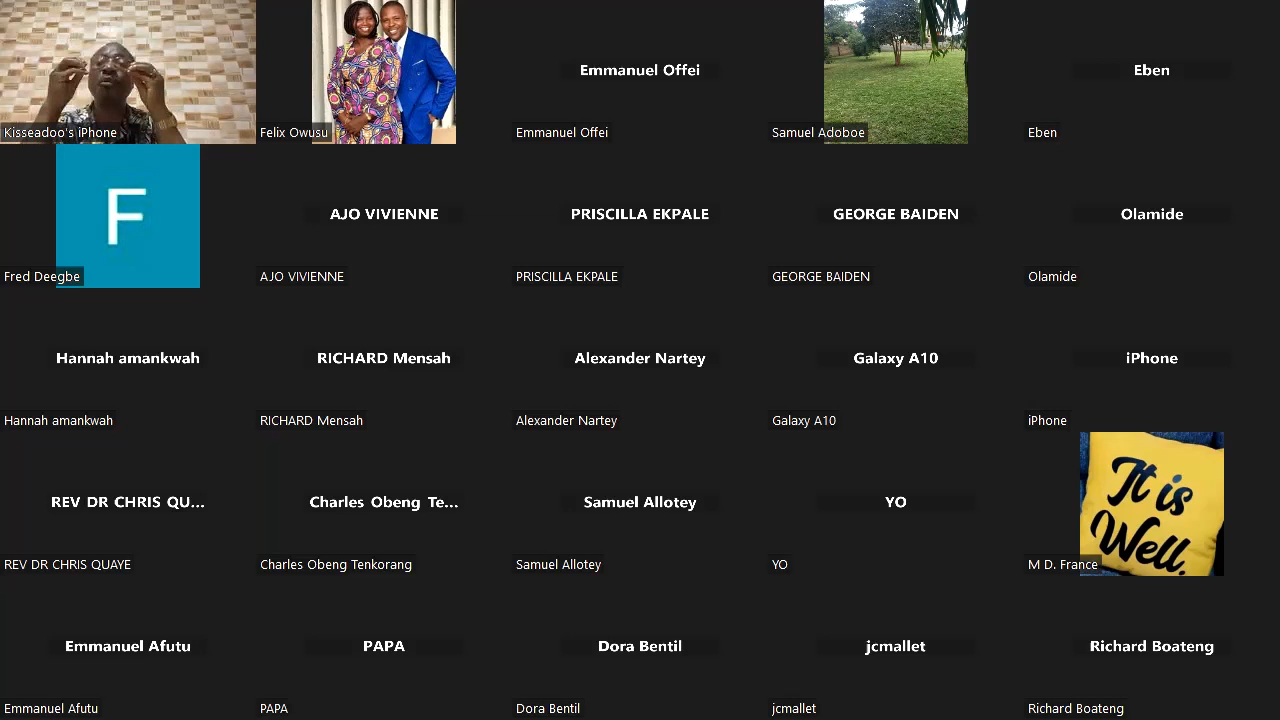 Kisseadoo's iPhone
Felix Owusu
Emmanuel Offei
Emmanuel Offei
Samuel Adoboe
Eben
Eben
F
Fred Deegbe
AJO VIVIENNE
AJO VIVIENNE
PRISCILLA EKPALE
PRISCILLA EKPALE
GEORGE BAIDEN
GEORGE BAIDEN
Olamide
Olamide
Hannah amankwah
Hannah amankwah
RICHARD Mensah
RICHARD Mensah
Alexander Nartey
Alexander Nartey
Galaxy A10
Galaxy A10
iPhone
iPhone
REV DR CHRIS QU...
REV DR CHRIS QUAYE
Charles Obeng Te...
Charles Obeng Tenkorang
Samuel Allotey
Samuel Allotey
YO
YO
It is
Well.
M D. France
Emmanuel Afutu
Emmanuel Afutu
PAPA
PAPA
Dora Bentil
Dora Bentil
jcmallet
jcmallet
Richard Boateng
Richard Boateng